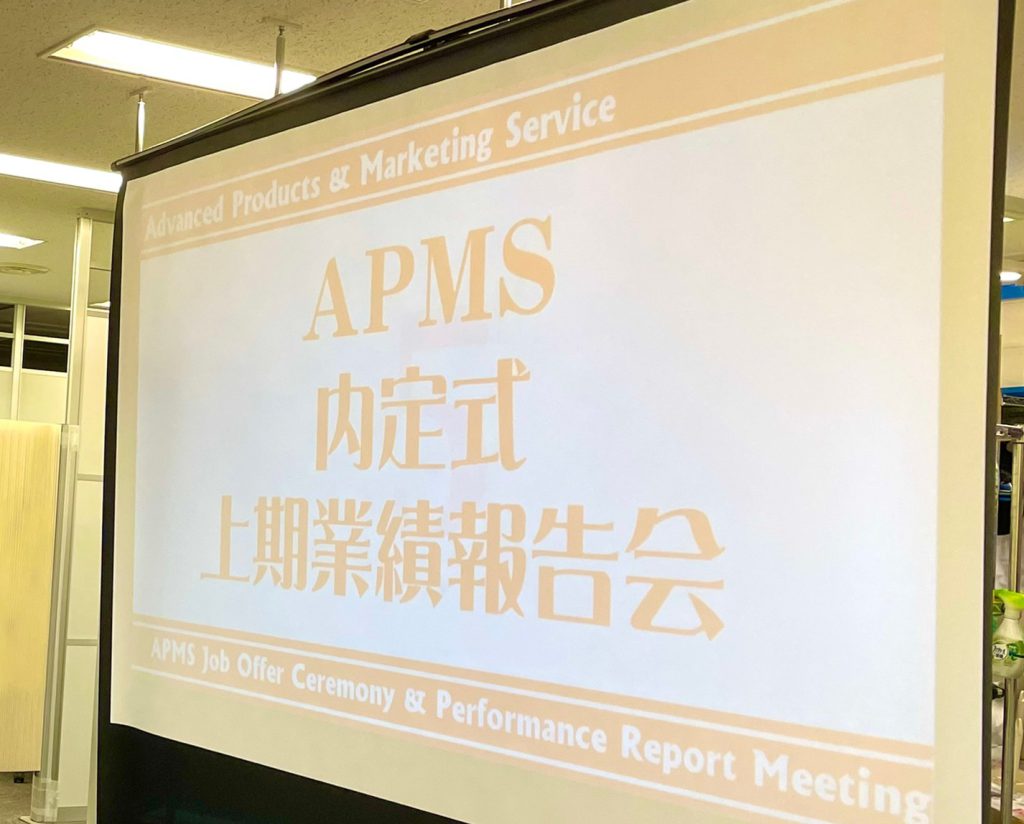 Advanced Products & Marketing Service
APMS
内定式
上期業績報告会
APMS Job Offer Ceremony & Performance Report Meeting